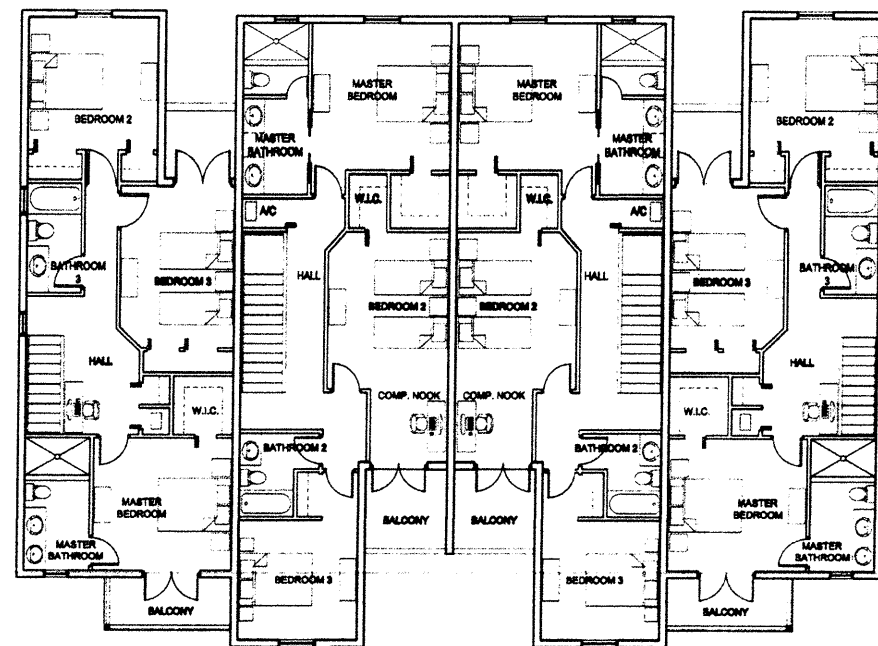 BEDROOM 2
MASTER
BEDROOM
MASTER
BATHROOM
MASTER
BEDROOM
MASTER
BATHROOM
BEDROOM 2
A/C
W.I.C.
W.I.C.
A/C
BATHROOM
3
BEDROOM 3
HALL
BEDROOM 2
BEDROOM 2
HALL
BEDROOM 3
BATHROOM
3
HALL
W.I.C.
COMP. NOOK
COMP. NOOK
W.I.C.
HALL
BATHROOM 2
BATHROOM 2
MASTER
BEDROOM
MASTER
BATHROOM
BALCONY
BALCONY
MASTER
BEDROOM
MASTER
BATHROOM
BEDROOM 3
BEDROOM 3
BALCONY
BALCONY